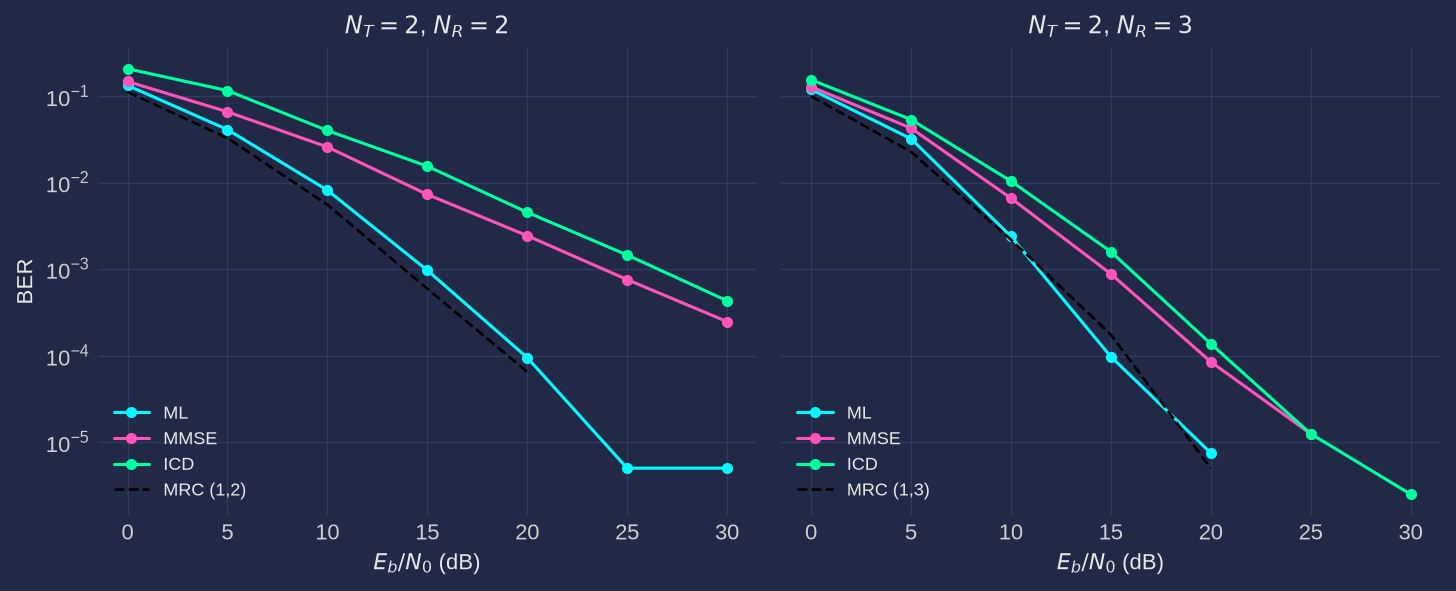 N_T = 2, N_R = 2
BER
10^−1
10^−2
10^−3
10^−4
10^−5
ML
MMSE
ICD
MRC (1,2)
0 5 10 15 20 25 30
E_b/N_0 (dB)
N_T = 2, N_R = 3
ML
MMSE
ICD
MRC (1,3)
0 5 10 15 20 25 30
E_b/N_0 (dB)